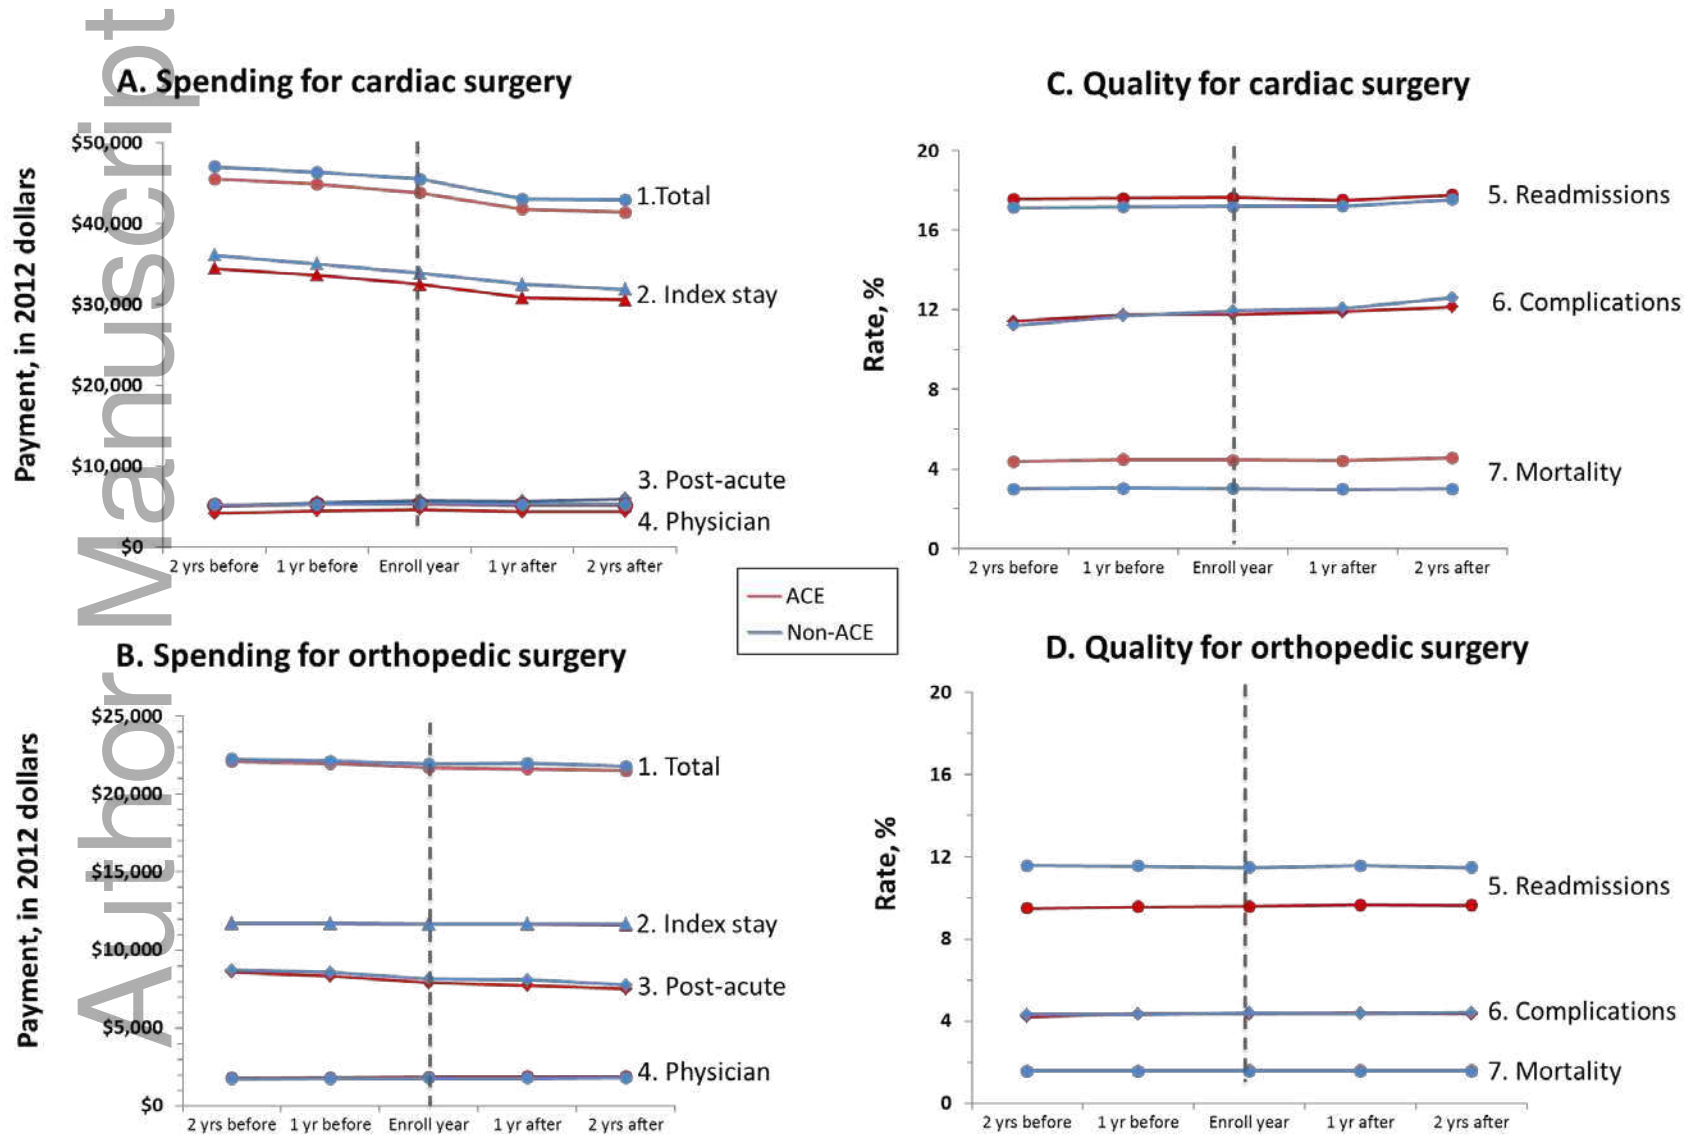 Author Manuscript
A. Spending for cardiac surgery
Payment, in 2012 dollars
$50,000
$40,000
$30,000
$20,000
$10,000
$0
1.Total
2. Index stay
3. Post-acute
4. Physician
2 yrs before 1 yr before Enroll year 1 yr after 2 yrs after
C. Quality for cardiac surgery
Rate, %
20
16
12
8
4
0
5. Readmissions
6. Complications
7. Mortality
2 yrs before 1 yr before Enroll year 1 yr after 2 yrs after
ACE
Non-ACE
B. Spending for orthopedic surgery
Payment, in 2012 dollars
$25,000
$20,000
$15,000
$10,000
$5,000
$0
1. Total
2. Index stay
3. Post-acute
4. Physician
2 yrs before 1 yr before Enroll year 1 yr after 2 yrs after
D. Quality for orthopedic surgery
Rate, %
20
16
12
8
4
0
5. Readmissions
6. Complications
7. Mortality
2 yrs before 1 yr before Enroll year 1 yr after 2 yrs after